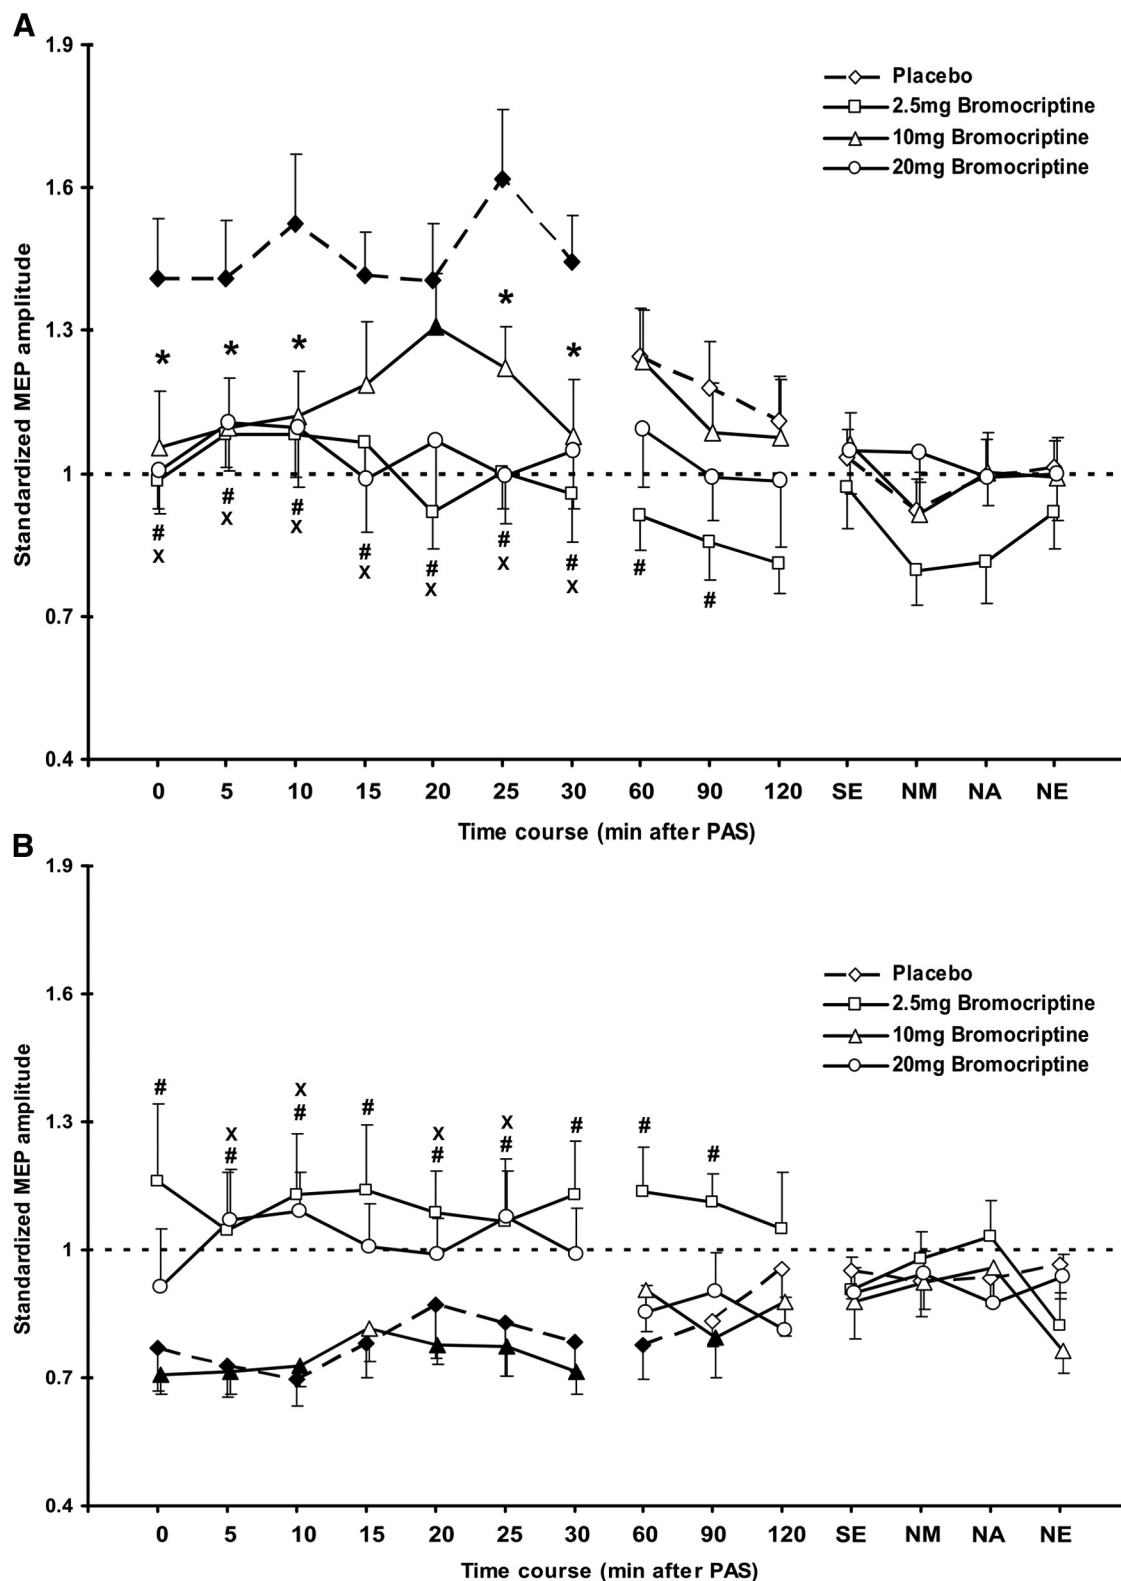 A
1.9
Placebo
2.5mg Bromocriptine
10mg Bromocriptine
20mg Bromocriptine
1.6
Standardized MEP amplitude
1.3
* * * * *
1
# # # # # # # # #
x x x x x x x
0.7
0.4
0 5 10 15 20 25 30 60 90 120 SE NM NA NE
Time course (min after PAS)
B
1.9
Placebo
2.5mg Bromocriptine
10mg Bromocriptine
20mg Bromocriptine
1.6
Standardized MEP amplitude
1.3
x x x x
# # # # # # # # #
1
0.7
0.4
0 5 10 15 20 25 30 60 90 120 SE NM NA NE
Time course (min after PAS)